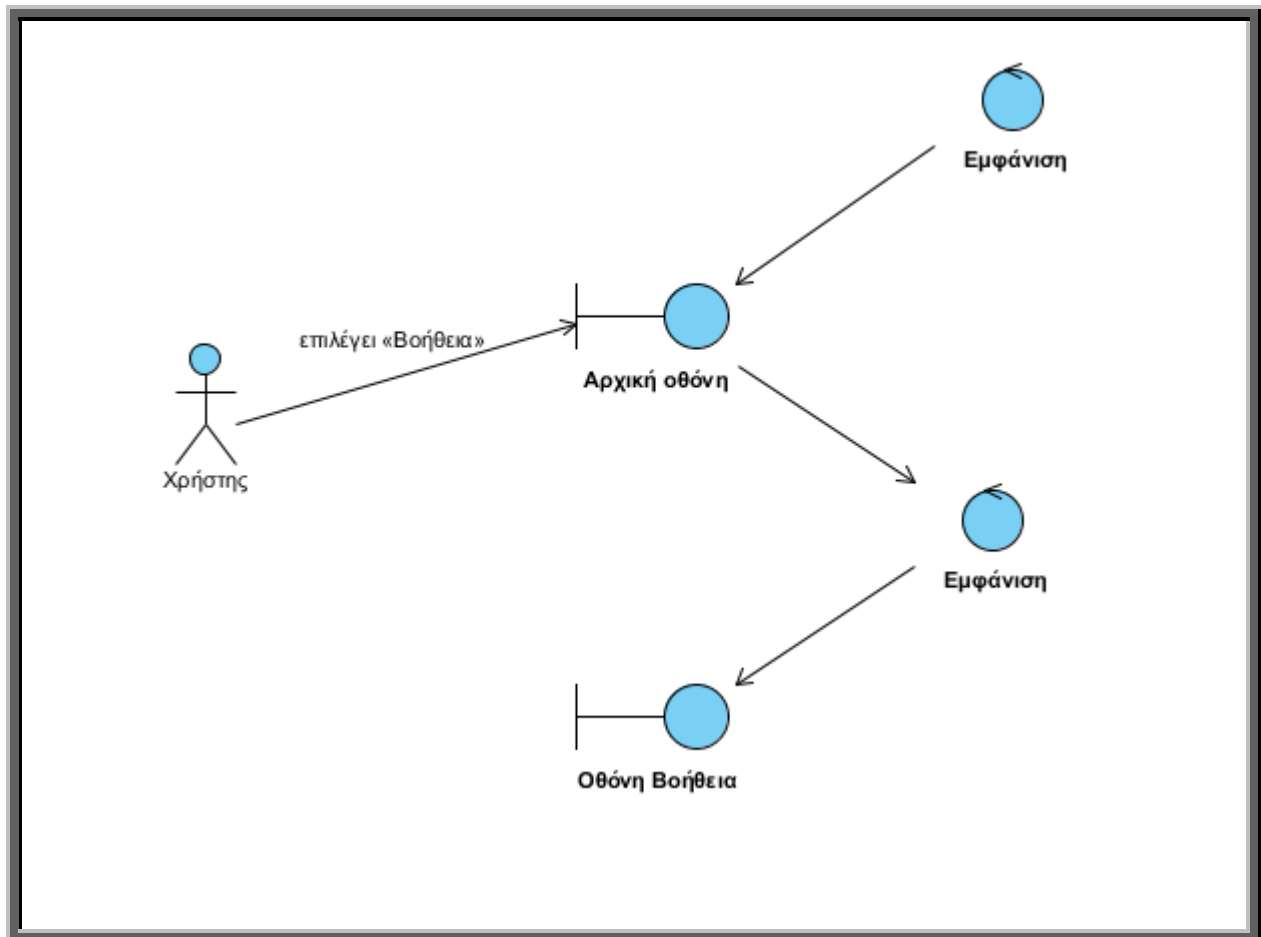 Εμφάνιση
επιλέγει «Βοήθεια»
Αρχική οθόνη
Χρήστης
Εμφάνιση
Οθόνη Βοήθεια